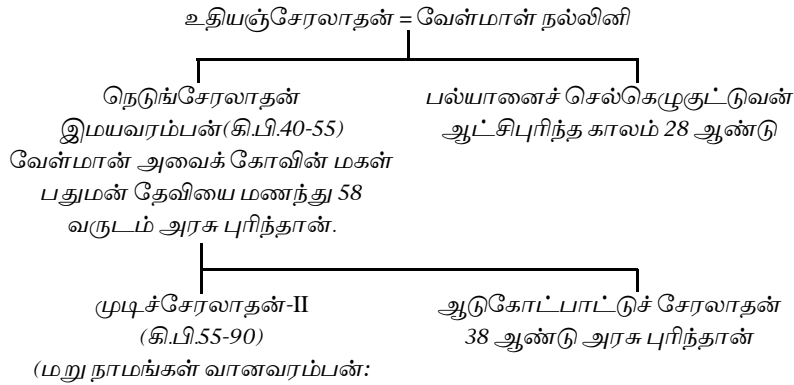 உதியஞ்சேரலாதன் = வேள்மாள் நல்லினி
நெடுங்சேரலாதன்
இமயவரம்பன்(கி.பி.40-55)
வேள்மான் அவைக் கோவின் மகள்
பதுமன் தேவியை மணந்து 58
வருடம் அரசு புரிந்தான்.
பல்யானைச் செல்கெழுகுட்டுவன்
ஆட்சிபுரிந்த காலம் 28 ஆண்டு
முடிச்சேரலாதன்-II
(கி.பி.55-90)
(மறு நாமங்கள் வானவரம்பன்:
ஆடுகோட்பாட்டுச் சேரலாதன்
38 ஆண்டு அரசு புரிந்தான்